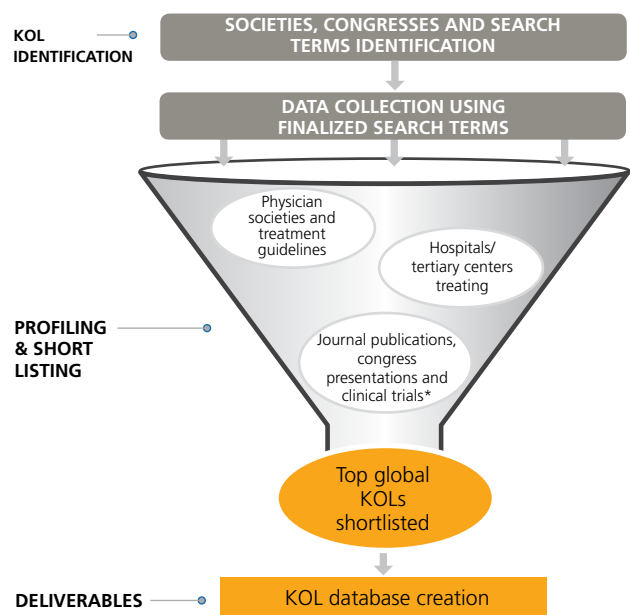 KOL
IDENTIFICATION
SOCIETIES, CONGRESSES AND SEARCH
TERMS IDENTIFICATION
DATA COLLECTION USING
FINALIZED SEARCH TERMS
Physician
societies and
treatment
guidelines
Hospitals/
tertiary centers
treating
PROFILING
& SHORT
LISTING
Journal publications,
congress
presentations and
clinical trials*
Top global
KOLs
shortlisted
DELIVERABLES
KOL database creation